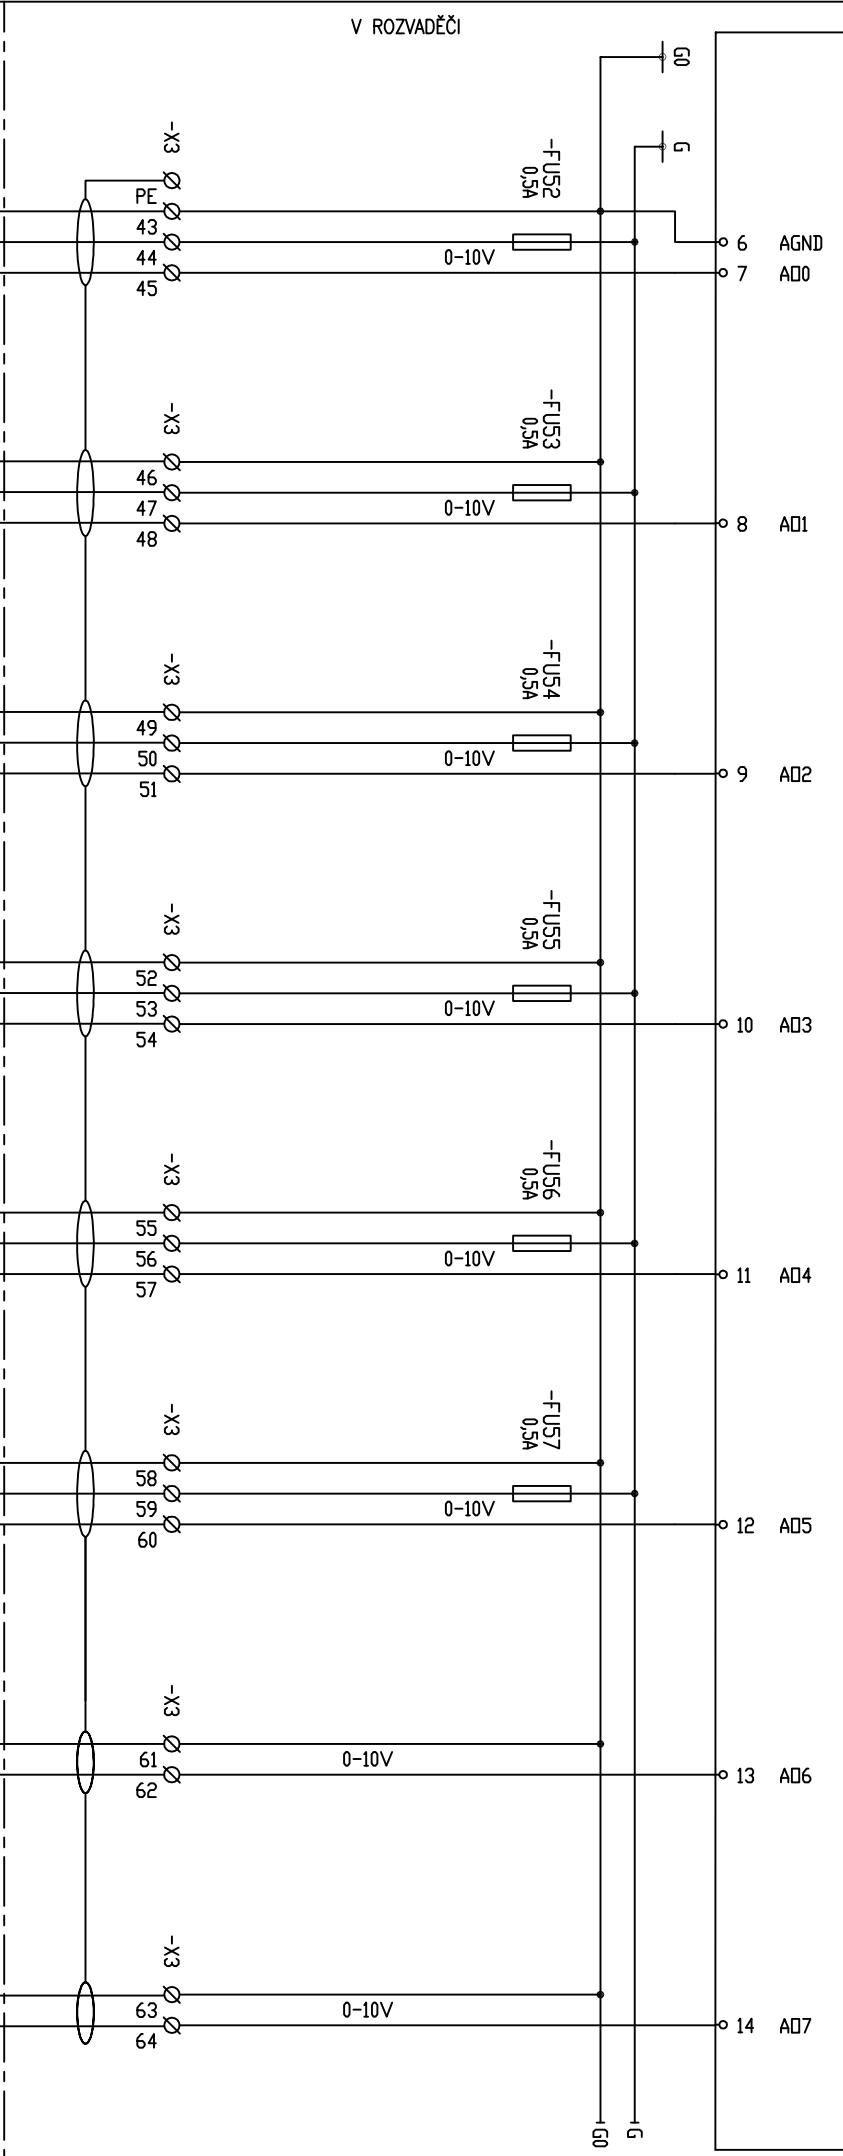 V ROZVADĚČI
G0
G
-X3
-FU52
0,5A
PE
43
44
45
0-10V
6 AGND
7 AO0
-X3
-FU53
0,5A
46
47
48
0-10V
8 AO1
-X3
-FU54
0,5A
49
50
51
0-10V
9 AO2
-X3
-FU55
0,5A
52
53
54
0-10V
10 AO3
-X3
-FU56
0,5A
55
56
57
0-10V
11 AO4
-X3
-FU57
0,5A
58
59
60
0-10V
12 AO5
-X3
61
62
0-10V
13 AO6
-X3
63
64
0-10V
14 AO7
G0
G